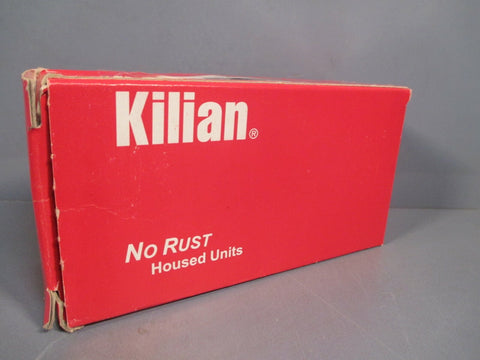 Kilian®
No Rust
Housed Units